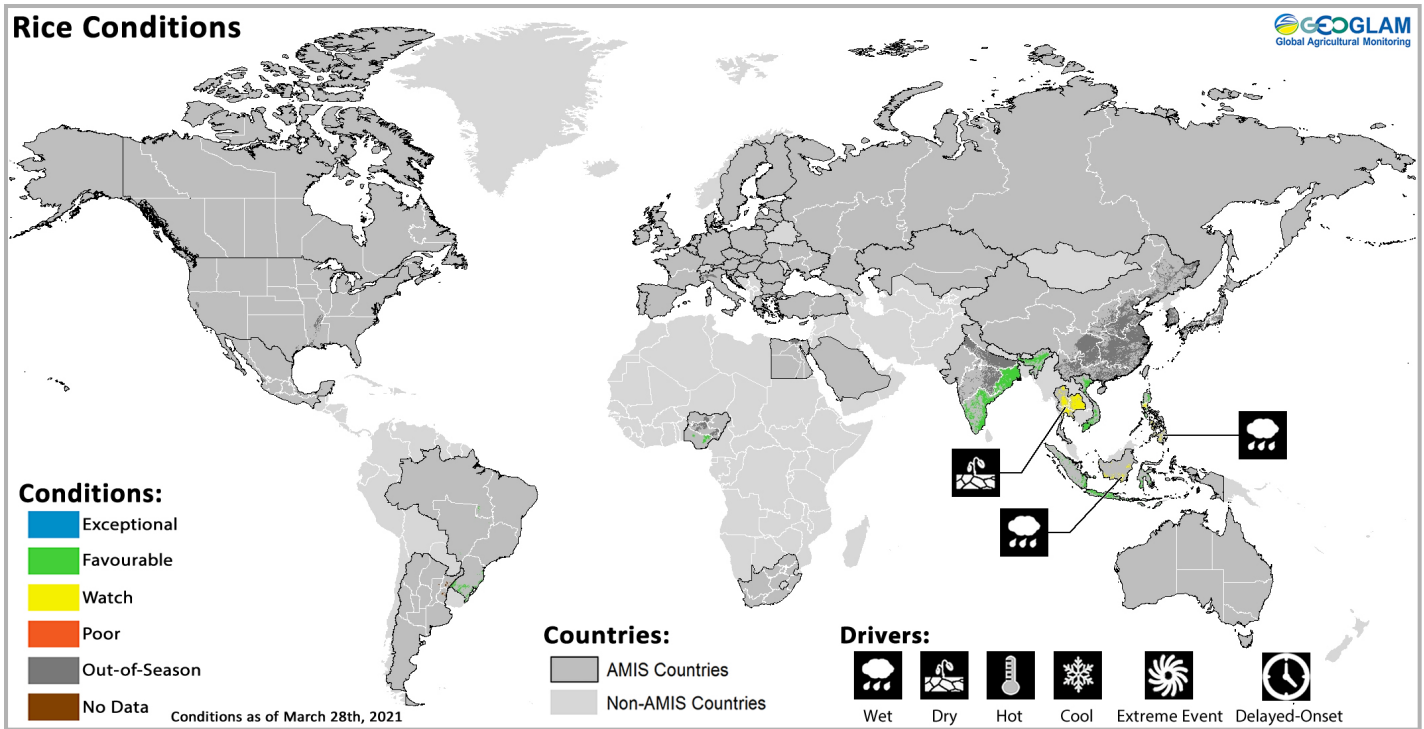 Rice Conditions
GEOGLAM
Global Agricultural Monitoring
Conditions:
Exceptional
Favourable
Watch
Poor
Out-of-Season
No Data
Conditions as of March 28th, 2021
Countries:
AMIS Countries
Non-AMIS Countries
Drivers:
Wet
Dry
Hot
Cool
Extreme Event
Delayed-Onset